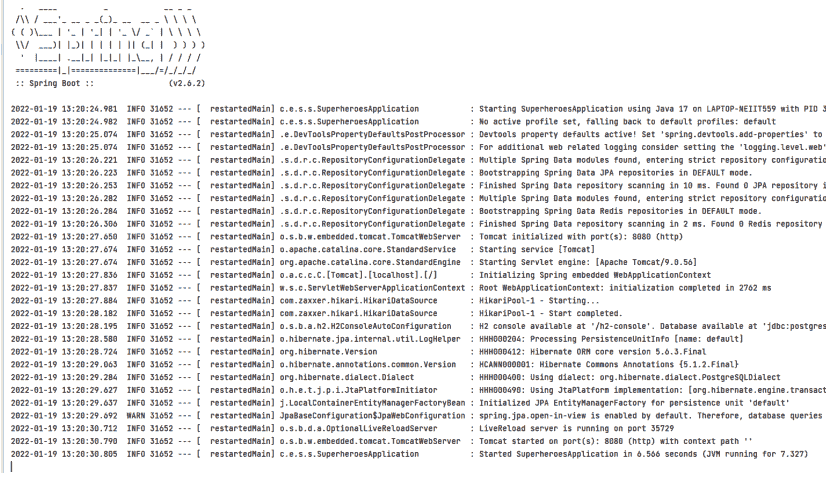 .   ____          _            __ _ _
 /\\ / ___'_ __ _ _(_)_ __  __ _ \ \ \ \
( ( )\___ | '_ | '_| | '_ \/ _` | \ \ \ \
 \\/  ___)| |_)| | | | | || (_| |  ) ) ) )
  '  |____| .__|_| |_|_| |_\__, | / / / /
 =========|_|==============|___/=/_/_/_/
 :: Spring Boot ::                (v2.6.2)
2022-01-19 13:20:24.981 INFO 31652 --- [ restartedMain] c.e.s.s.SuperheroesApplication : Starting SuperheroesApplication using Java 17 on LAPTOP-NEIIT559 with PID 3
2022-01-19 13:20:24.982 INFO 31652 --- [ restartedMain] c.e.s.s.SuperheroesApplication : No active profile set, falling back to default profiles: default
2022-01-19 13:20:25.074 INFO 31652 --- [ restartedMain] .e.DevToolsPropertyDefaultsPostProcessor : Devtools property defaults active! Set 'spring.devtools.add-properties' to
2022-01-19 13:20:25.074 INFO 31652 --- [ restartedMain] .e.DevToolsPropertyDefaultsPostProcessor : For additional web related logging consider setting the 'logging.level.web'
2022-01-19 13:20:26.221 INFO 31652 --- [ restartedMain] .s.d.r.c.RepositoryConfigurationDelegate : Multiple Spring Data modules found, entering strict repository configuratio
2022-01-19 13:20:26.223 INFO 31652 --- [ restartedMain] .s.d.r.c.RepositoryConfigurationDelegate : Bootstrapping Spring Data JPA repositories in DEFAULT mode.
2022-01-19 13:20:26.253 INFO 31652 --- [ restartedMain] .s.d.r.c.RepositoryConfigurationDelegate : Finished Spring Data repository scanning in 10 ms. Found 0 JPA repository i
2022-01-19 13:20:26.282 INFO 31652 --- [ restartedMain] .s.d.r.c.RepositoryConfigurationDelegate : Multiple Spring Data modules found, entering strict repository configuratio
2022-01-19 13:20:26.284 INFO 31652 --- [ restartedMain] .s.d.r.c.RepositoryConfigurationDelegate : Bootstrapping Spring Data Redis repositories in DEFAULT mode.
2022-01-19 13:20:26.306 INFO 31652 --- [ restartedMain] .s.d.r.c.RepositoryConfigurationDelegate : Finished Spring Data repository scanning in 2 ms. Found 0 Redis repository
2022-01-19 13:20:27.650 INFO 31652 --- [ restartedMain] o.s.b.w.embedded.tomcat.TomcatWebServer : Tomcat initialized with port(s): 8080 (http)
2022-01-19 13:20:27.674 INFO 31652 --- [ restartedMain] o.apache.catalina.core.StandardService : Starting service [Tomcat]
2022-01-19 13:20:27.674 INFO 31652 --- [ restartedMain] org.apache.catalina.core.StandardEngine : Starting Servlet engine: [Apache Tomcat/9.0.56]
2022-01-19 13:20:27.836 INFO 31652 --- [ restartedMain] o.a.c.c.C.[Tomcat].[localhost].[/] : Initializing Spring embedded WebApplicationContext
2022-01-19 13:20:27.837 INFO 31652 --- [ restartedMain] w.s.c.ServletWebServerApplicationContext : Root WebApplicationContext: initialization completed in 2762 ms
2022-01-19 13:20:27.884 INFO 31652 --- [ restartedMain] com.zaxxer.hikari.HikariDataSource : HikariPool-1 - Starting...
2022-01-19 13:20:28.182 INFO 31652 --- [ restartedMain] com.zaxxer.hikari.HikariDataSource : HikariPool-1 - Start completed.
2022-01-19 13:20:28.195 INFO 31652 --- [ restartedMain] o.s.b.a.h2.H2ConsoleAutoConfiguration : H2 console available at '/h2-console'. Database available at 'jdbc:postgres
2022-01-19 13:20:28.580 INFO 31652 --- [ restartedMain] o.hibernate.jpa.internal.util.LogHelper : HHH000204: Processing PersistenceUnitInfo [name: default]
2022-01-19 13:20:28.724 INFO 31652 --- [ restartedMain] org.hibernate.Version : HHH000412: Hibernate ORM core version 5.6.3.Final
2022-01-19 13:20:29.063 INFO 31652 --- [ restartedMain] o.hibernate.annotations.common.Version : HCANN000001: Hibernate Commons Annotations {5.1.2.Final}
2022-01-19 13:20:29.284 INFO 31652 --- [ restartedMain] org.hibernate.dialect.Dialect : HHH000400: Using dialect: org.hibernate.dialect.PostgreSQLDialect
2022-01-19 13:20:29.627 INFO 31652 --- [ restartedMain] o.h.e.t.j.p.i.JtaPlatformInitiator : HHH000490: Using JtaPlatform implementation: [org.hibernate.engine.transact
2022-01-19 13:20:29.637 INFO 31652 --- [ restartedMain] j.LocalContainerEntityManagerFactoryBean : Initialized JPA EntityManagerFactory for persistence unit 'default'
2022-01-19 13:20:29.692 WARN 31652 --- [ restartedMain] JpaBaseConfiguration$JpaWebConfiguration : spring.jpa.open-in-view is enabled by default. Therefore, database queries
2022-01-19 13:20:30.712 INFO 31652 --- [ restartedMain] o.s.b.d.a.OptionalLiveReloadServer : LiveReload server is running on port 35729
2022-01-19 13:20:30.790 INFO 31652 --- [ restartedMain] o.s.b.w.embedded.tomcat.TomcatWebServer : Tomcat started on port(s): 8080 (http) with context path ''
2022-01-19 13:20:30.805 INFO 31652 --- [ restartedMain] c.e.s.s.SuperheroesApplication : Started SuperheroesApplication in 6.566 seconds (JVM running for 7.327)